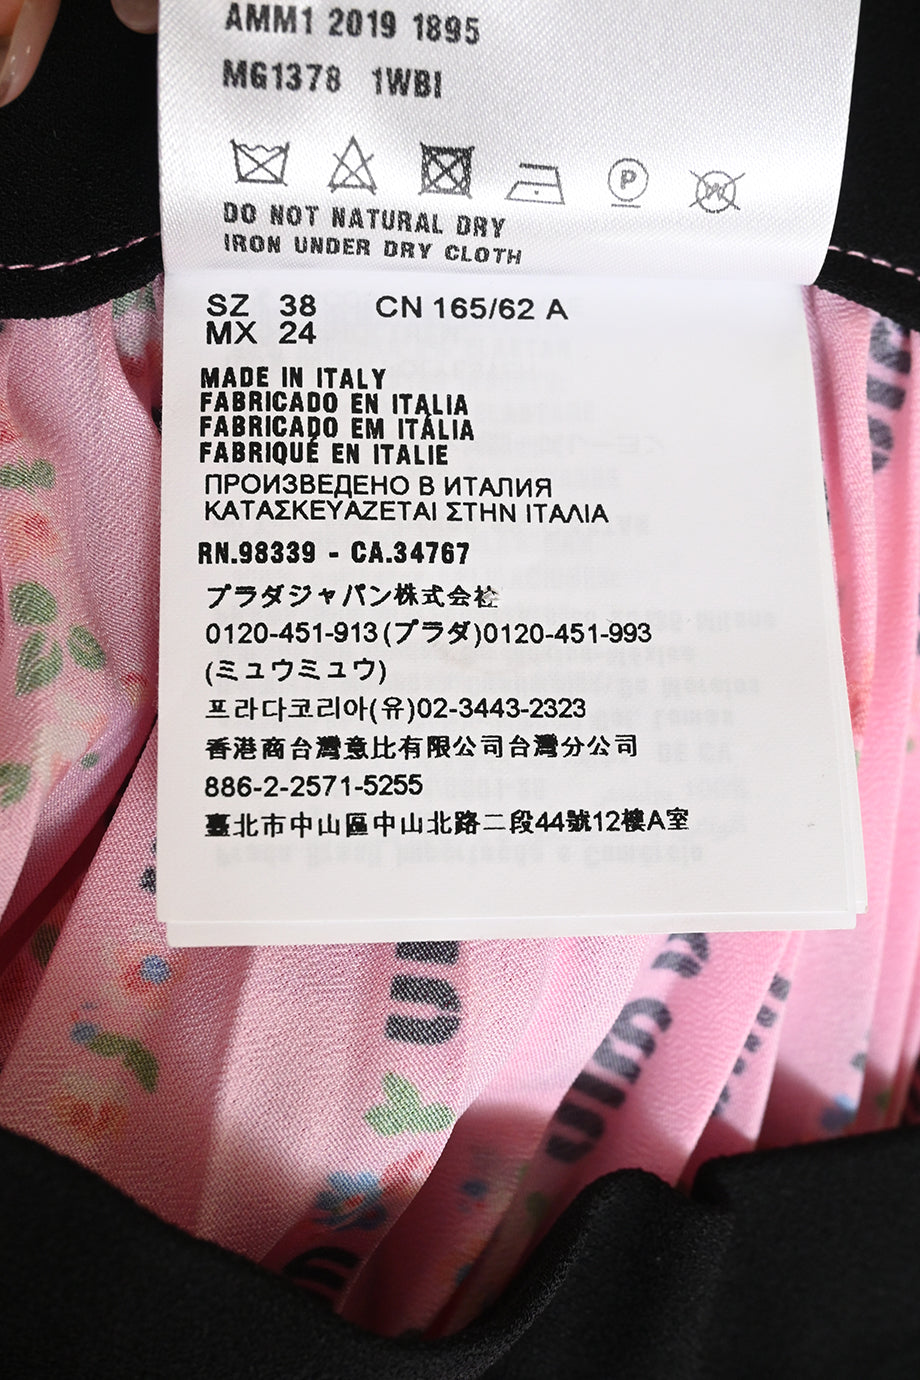 AMM1 2019 1895
MG1378 1WBI
P
W
DO NOT NATURAL DRY
IRON UNDER DRY CLOTH
SZ 38 CN 165/62 A
MX 24
MADE IN ITALY
FABRICADO EN ITALIA
FABRICADO EM ITÁLIA
FABRIQUÉ EN ITALIE
ПРОИЗВЕДЕНО В ИТАЛИЯ
ΚΑΤΑΣΚΕΥΑΖΕΤΑΙ ΣΤΗΝ ΙΤΑΛΙΑ
RN.98339 - CA.34767
プラダジャパン株式会社
0120-451-913(プラダ)0120-451-993
(ミュウミュウ)
프라다코리아(유)02-3443-2323
香港商台灣意比有限公司台灣分公司
886-2-2571-5255
臺北市中山區中山北路二段44號12樓A室